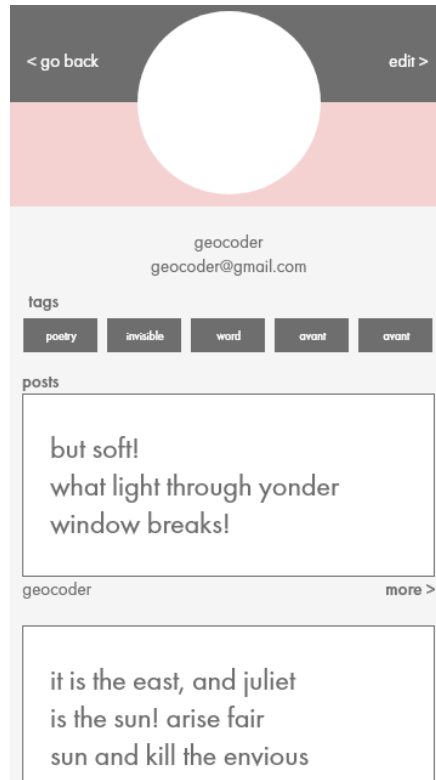 < go back
edit >
geocoder
geocoder@gmail.com
tags
poetry
invisible
word
avant
avant
posts
but soft!
what light through yonder
window breaks!
geocoder
more >
it is the east, and juliet
is the sun! arise fair
sun and kill the envious